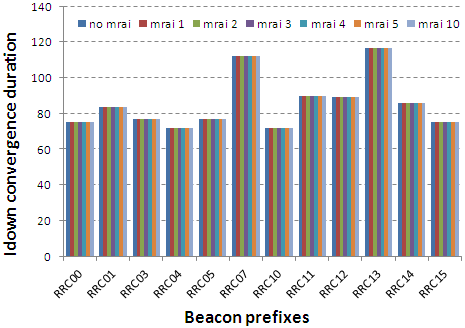 140
no mrai mrai 1 mrai 2 mrai 3 mrai 4 mrai 5 mrai 10
120
100
80
60
40
20
0
Tdown convergence duration
RRC00 RRC01 RRC03 RRC04 RRC05 RRC07 RRC10 RRC11 RRC12 RRC13 RRC14 RRC15
Beacon prefixes